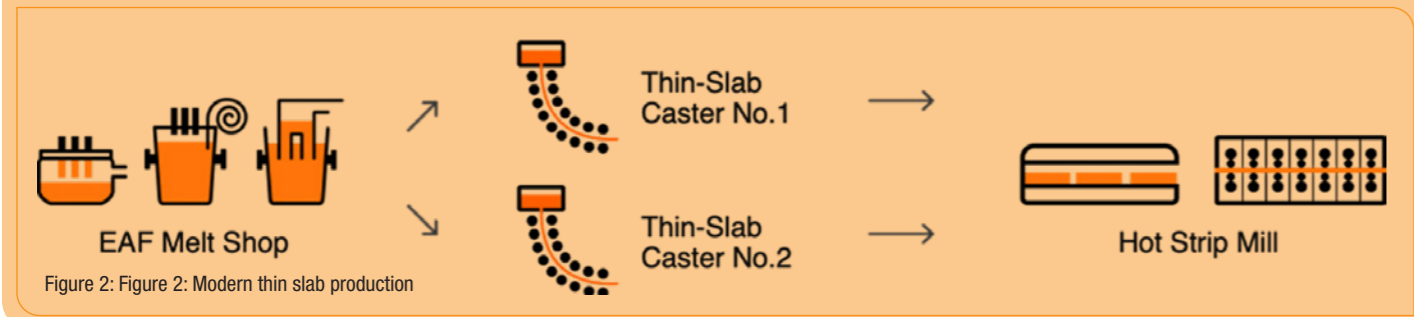 Thin-Slab
Caster No.1
EAF Melt Shop
Thin-Slab
Caster No.2
Hot Strip Mill
Figure 2: Figure 2: Modern thin slab production